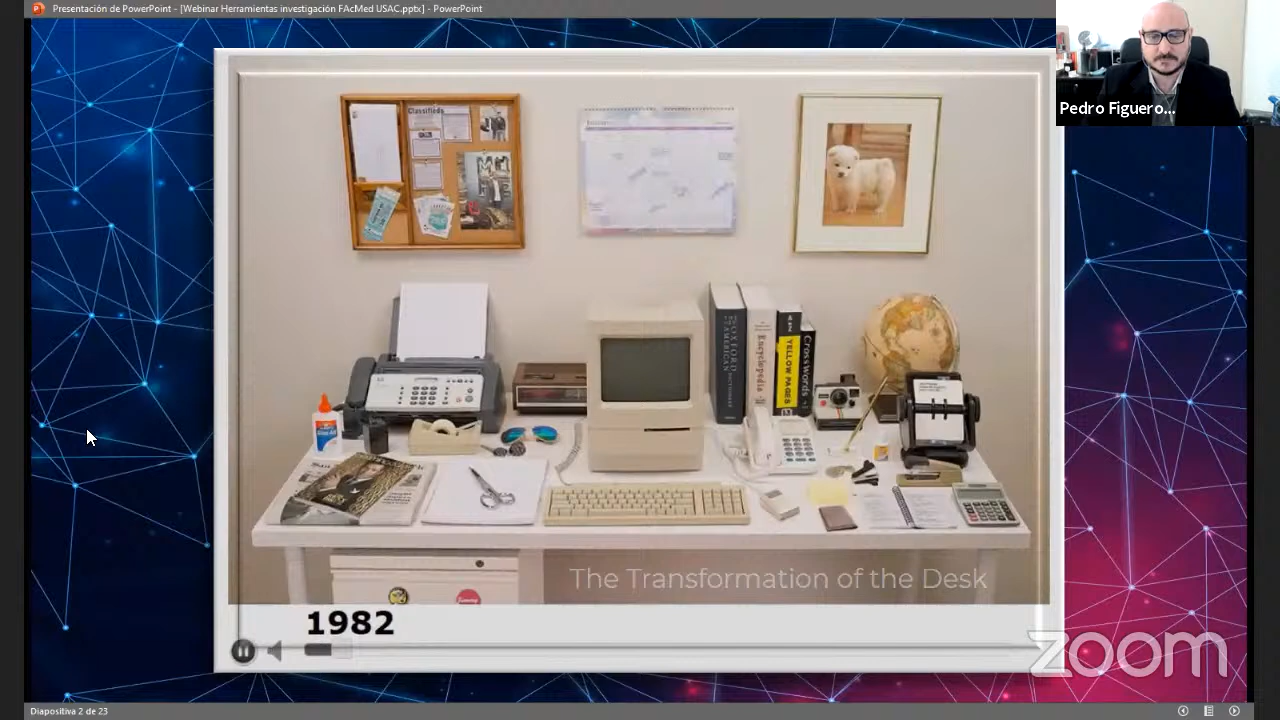 Presentación de PowerPoint - [Webinar Herramientas investigación FAcMed USAC.pptx] - PowerPoint
Pedro Figuero...
Classifieds
OXFORD
AMERICAN
DICTIONARY
Encyclopedia
YELLOW PAGES
CrossWords
The Transformation of the Desk
1982
zoom
Diapositiva 2 de 23